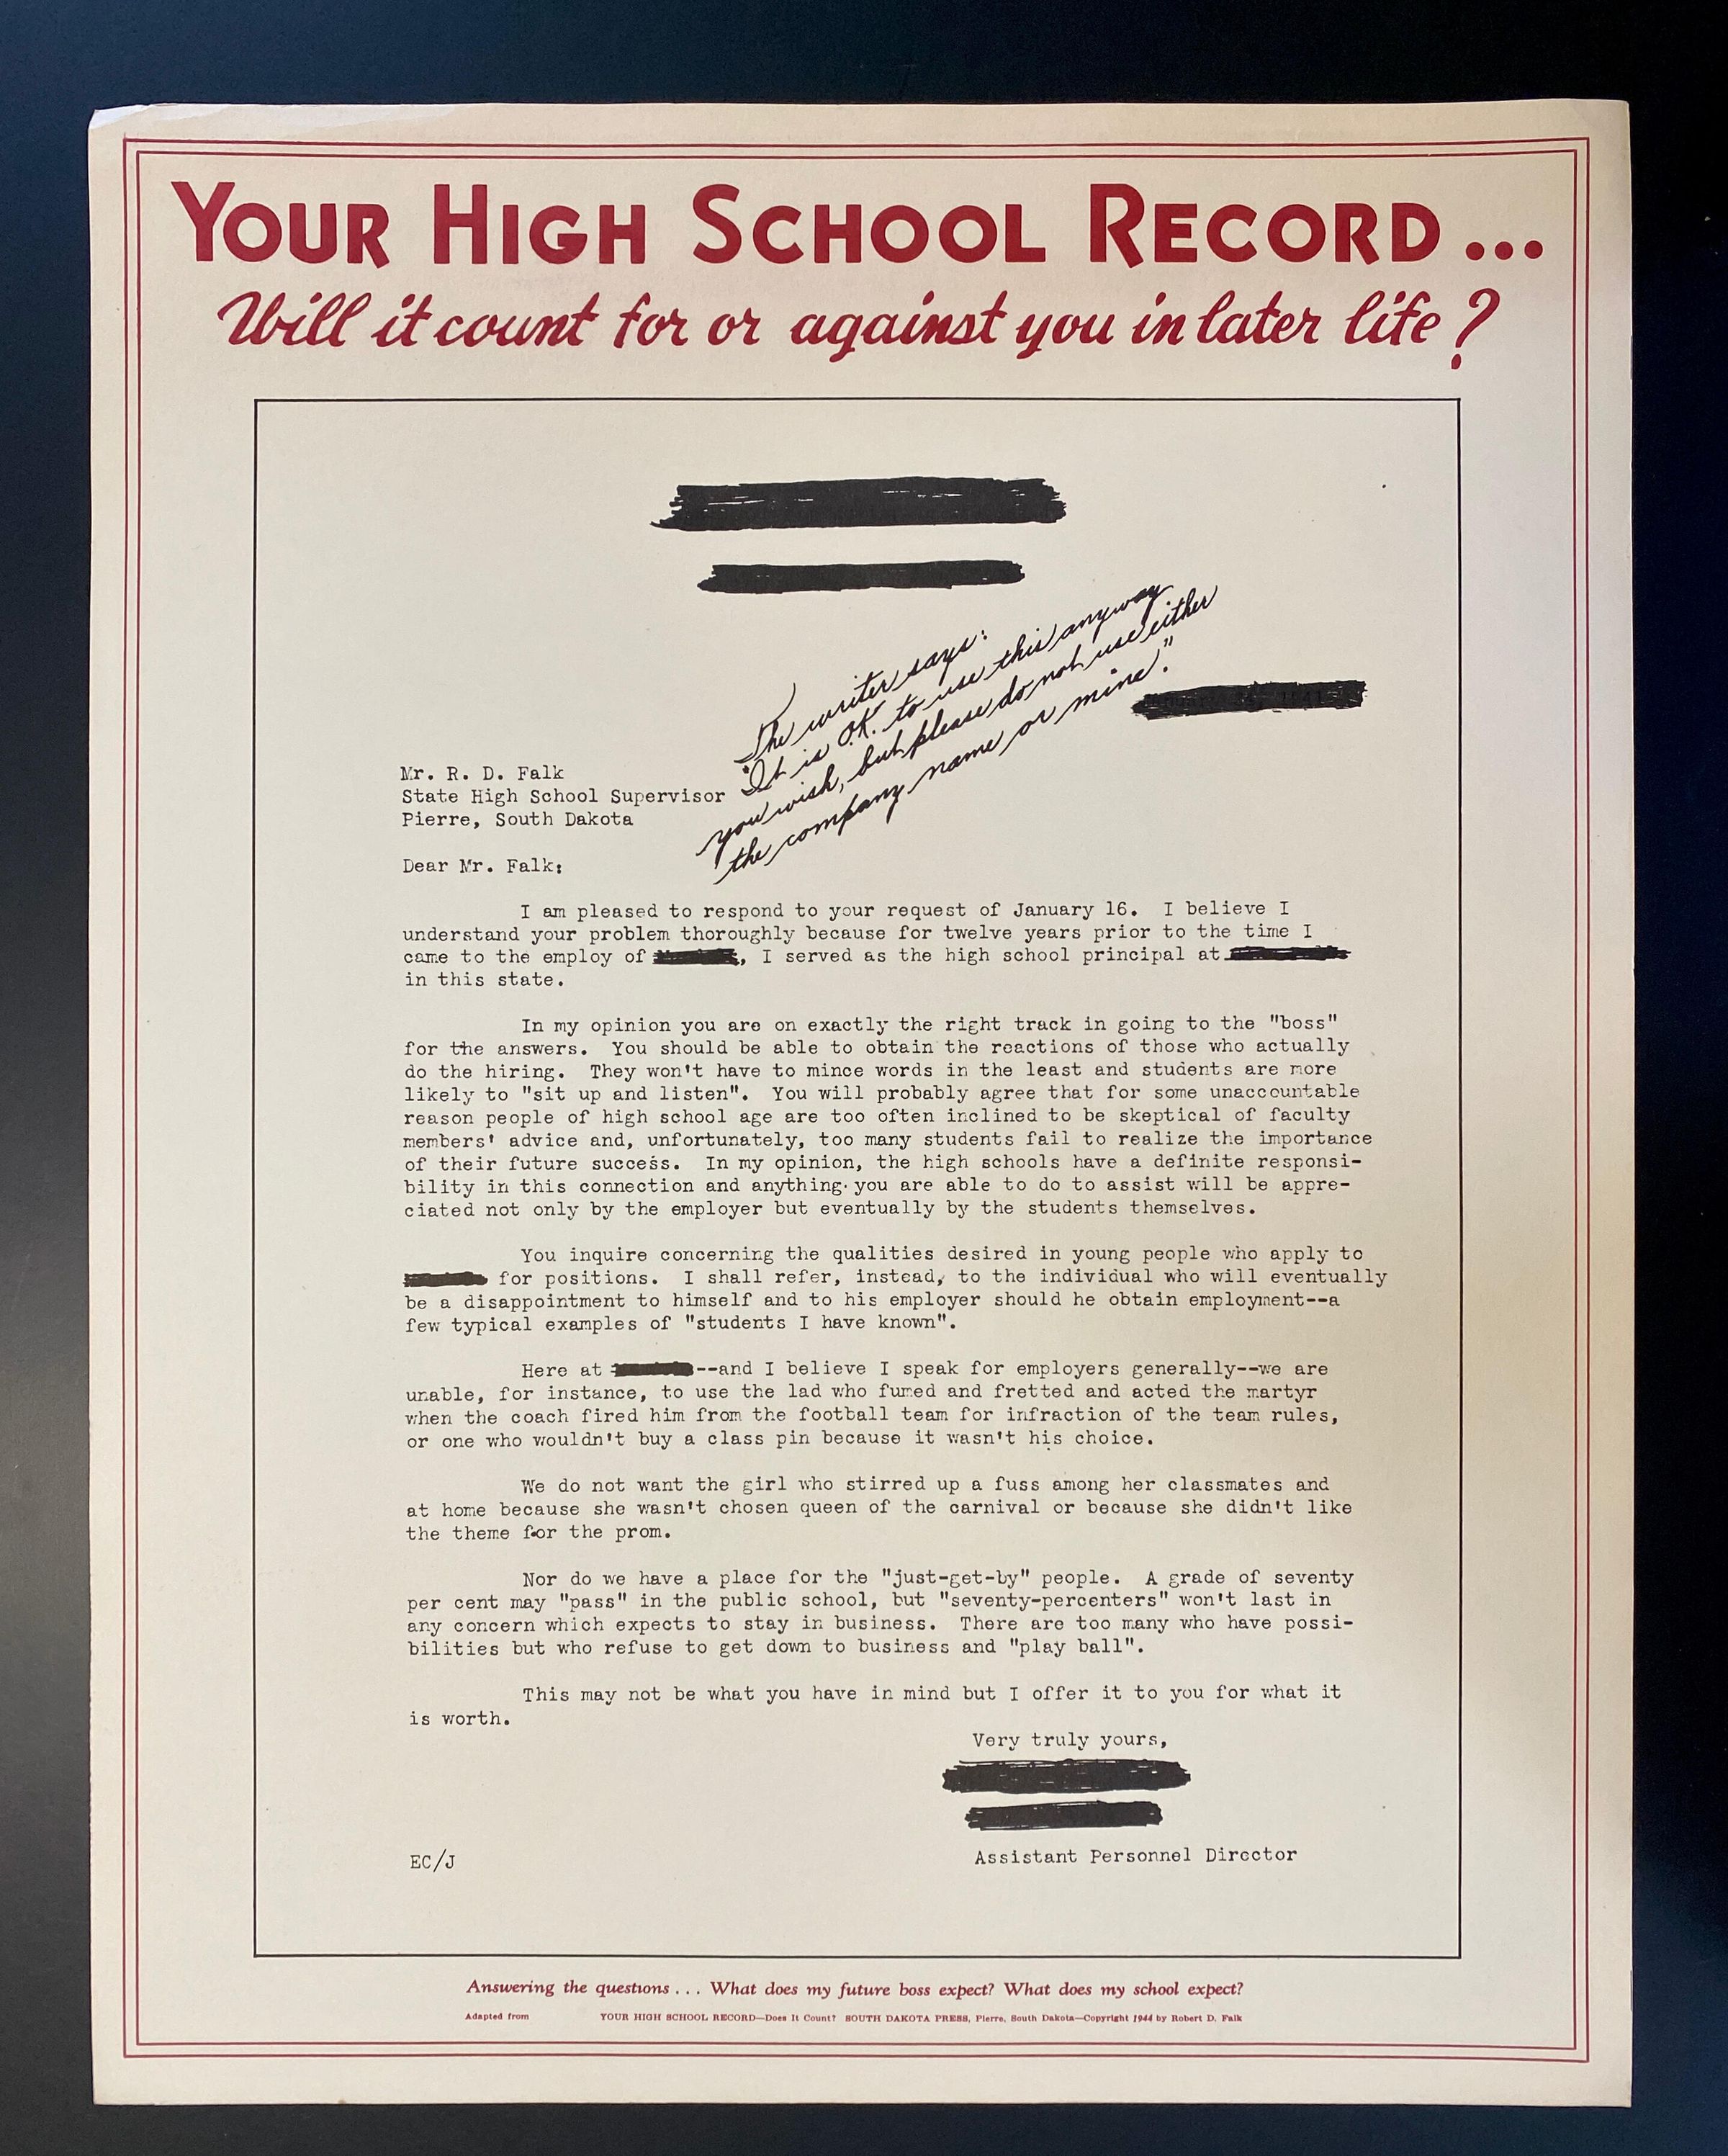 YOUR HIGH SCHOOL RECORD...
Will it count for or against you in later life?
The writer says:
"It is O.K. to use this anyway
you wish, but please do not use either
the company name or mine."
Mr. R. D. Falk
State High School Supervisor
Pierre, South Dakota
Dear Mr. Falk:
I am pleased to respond to your request of January 16. I believe I
understand your problem thoroughly because for twelve years prior to the time I
came to the employ of , I served as the high school principal at
in this state.
In my opinion you are on exactly the right track in going to the "boss"
for the answers. You should be able to obtain the reactions of those who actually
do the hiring. They won't have to mince words in the least and students are more
likely to "sit up and listen". You will probably agree that for some unaccountable
reason people of high school age are too often inclined to be skeptical of faculty
members' advice and, unfortunately, too many students fail to realize the importance
of their future success. In my opinion, the high schools have a definite responsi-
bility in this connection and anything you are able to do to assist will be appre-
ciated not only by the employer but eventually by the students themselves.
You inquire concerning the qualities desired in young people who apply to
for positions. I shall refer, instead, to the individual who will eventually
be a disappointment to himself and to his employer should he obtain employment--a
few typical examples of "students I have known".
Here at --and I believe I speak for employers generally--we are
unable, for instance, to use the lad who fumed and fretted and acted the martyr
when the coach fired him from the football team for infraction of the team rules,
or one who wouldn't buy a class pin because it wasn't his choice.
We do not want the girl who stirred up a fuss among her classmates and
at home because she wasn't chosen queen of the carnival or because she didn't like
the theme for the prom.
Nor do we have a place for the "just-get-by" people. A grade of seventy
per cent may "pass" in the public school, but "seventy-percenters" won't last in
any concern which expects to stay in business. There are too many who have possi-
bilities but who refuse to get down to business and "play ball".
This may not be what you have in mind but I offer it to you for what it
is worth.
Very truly yours,
Assistant Personnel Director
EC/J
Answering the questions... What does my future boss expect? What does my school expect?
Adapted from YOUR HIGH SCHOOL RECORD—Does It Count? SOUTH DAKOTA PRESS, Pierre, South Dakota—Copyright 1944 by Robert D. Falk